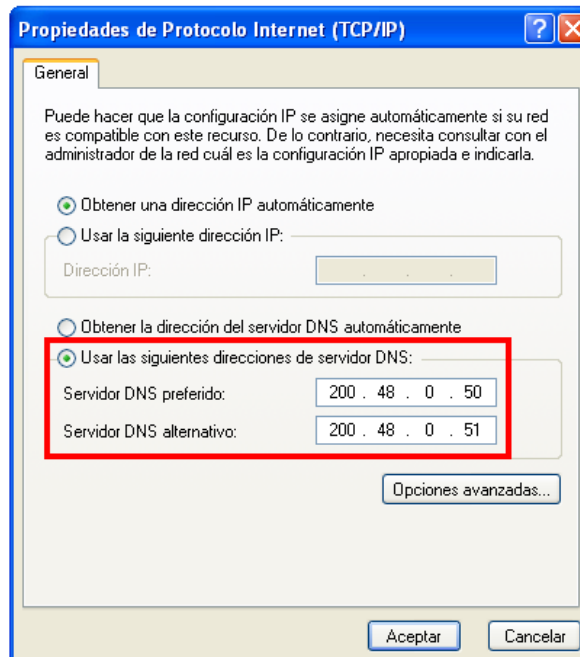 Propiedades de Protocolo Internet (TCP/IP)
General
Puede hacer que la configuración IP se asigne automáticamente si su red
es compatible con este recurso. De lo contrario, necesita consultar con el
administrador de la red cuál es la configuración IP apropiada e indicarla.
Obtener una dirección IP automáticamente
Usar la siguiente dirección IP:
Dirección IP:
Obtener la dirección del servidor DNS automáticamente
Usar las siguientes direcciones de servidor DNS:
Servidor DNS preferido: 200 . 48 . 0 . 50
Servidor DNS alternativo: 200 . 48 . 0 . 51
Opciones avanzadas...
Aceptar Cancelar